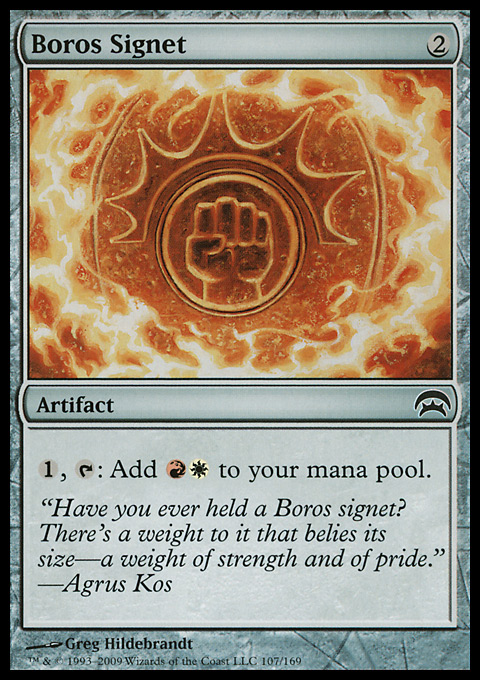 Boros Signet 2
Artifact
1, : Add to your mana pool.
“Have you ever held a Boros signet?
There's a weight to it that belies its
size—a weight of strength and of pride.”
—Agrus Kos
Greg Hildebrandt
™ & © 1993–2009 Wizards of the Coast LLC 107/169